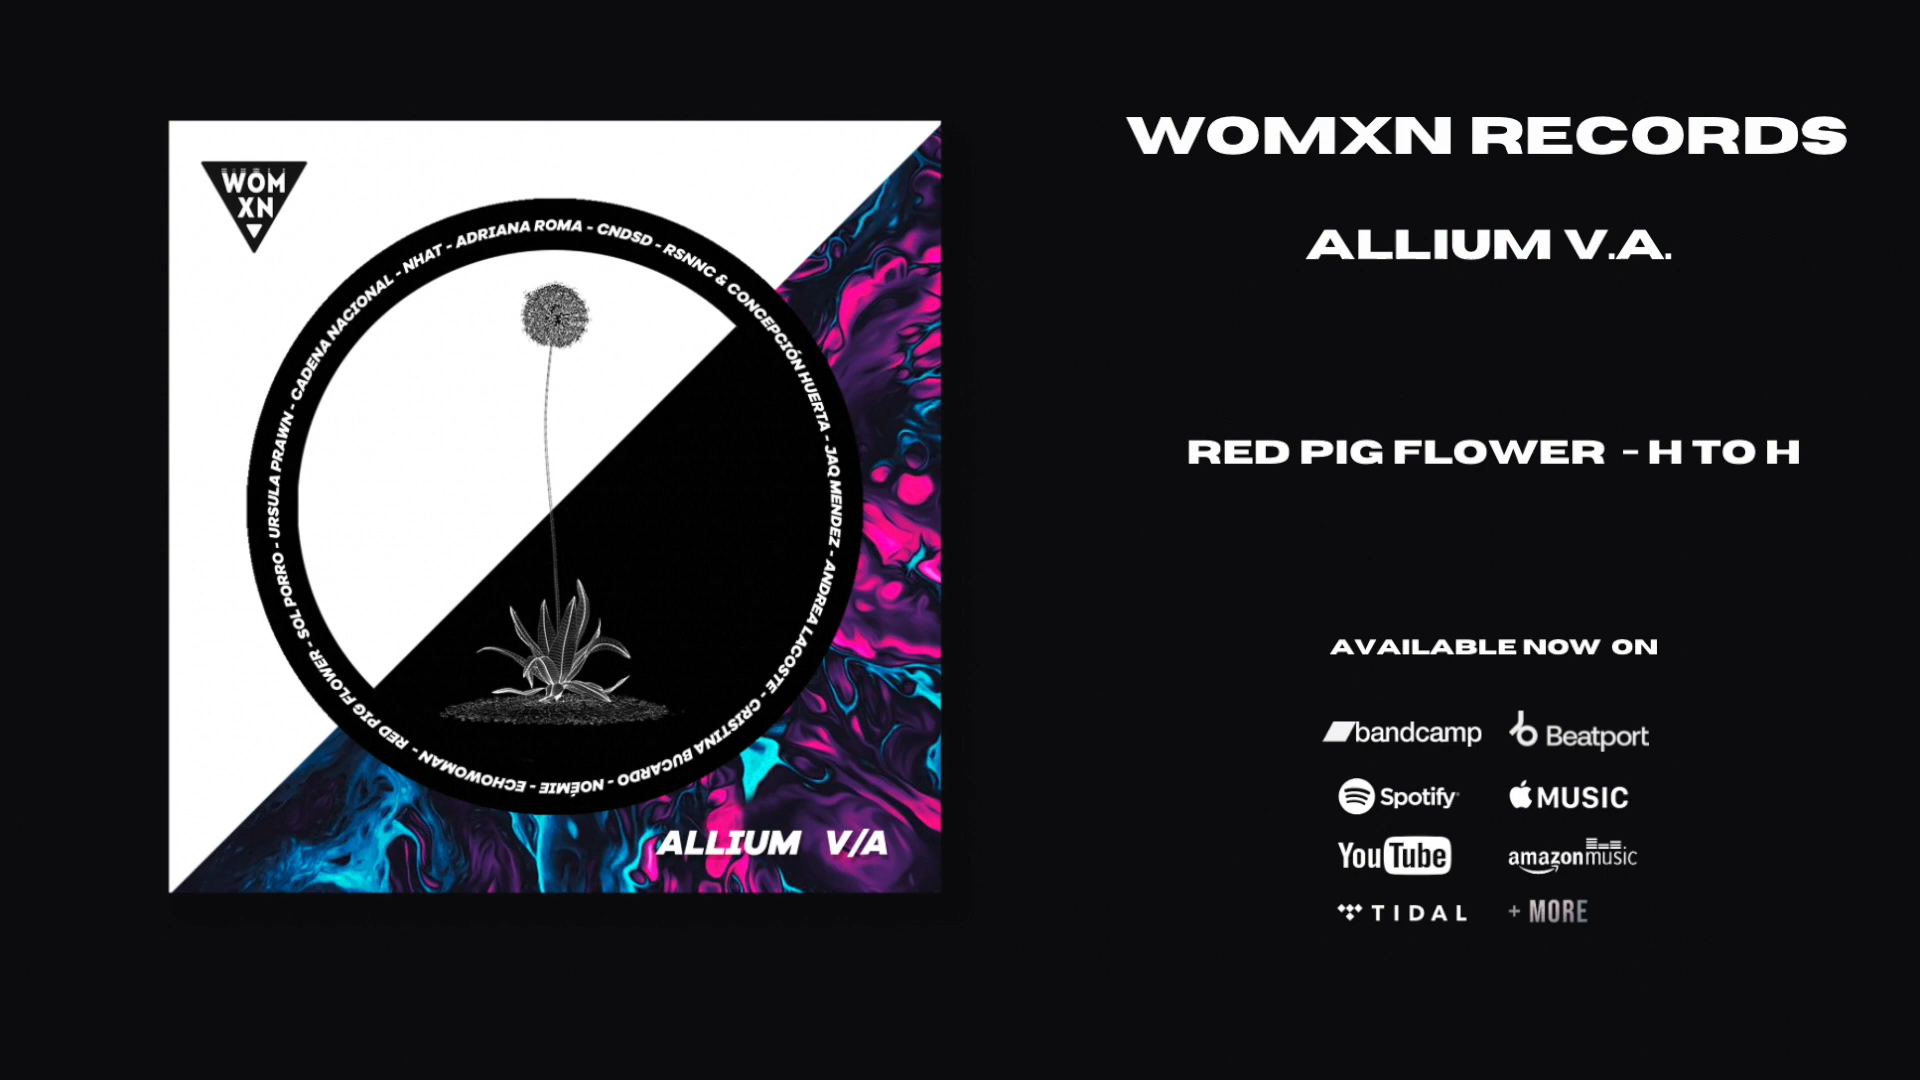 WOM
XN
ADRIANA ROMA - CNDSD - RSNNC & CONCEPCIÓN HUERTA - JAQ MENDEZ - ANDREA LACOSTE - CRISTINA BUCARDO - NOÉMIE - ECHOWOMAN - RED PIG FLOWER - SOL PORRO - URSULA PRAWN - CADENA NACIONAL - NHAT -
ALLIUM V/A
WOMXN RECORDS
ALLIUM V.A.
RED PIG FLOWER - H TO H
AVAILABLE NOW ON
bandcamp Beatport
Spotify MUSIC
YouTube amazonmusic
TIDAL + MORE